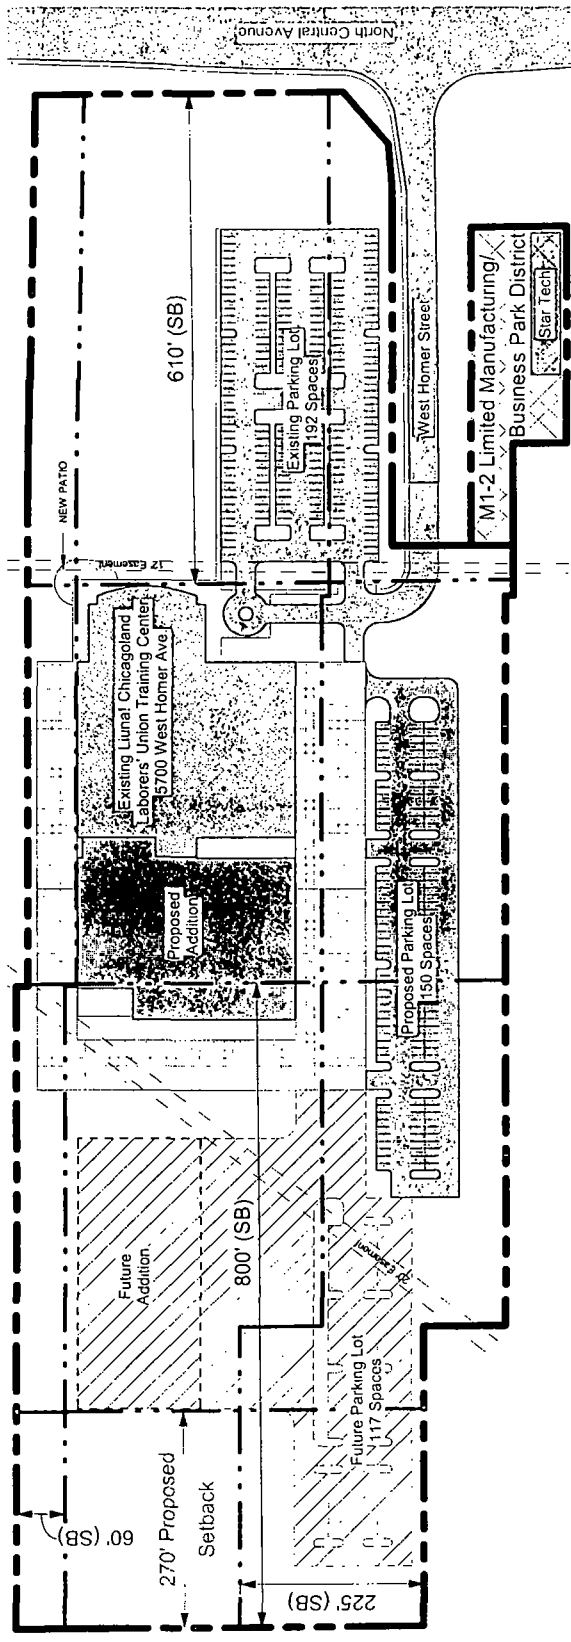 North Central Avenue
610' (SB)
Existing Parking Lot
192 Spaces
West Homer Street
M1-2 Limited Manufacturing/
Business Park District
Star Tech
NEW PATIO
12' Easement
Existing Liuna! Chicagoland
Laborers' Union Training Center
5700 West Homer Ave.
Proposed
Addition
Proposed Parking Lot
150 Spaces
Future
Addition
800' (SB)
20' Easement
Future Parking Lot
117 Spaces
60' (SB)
270' Proposed
Setback
225' (SB)